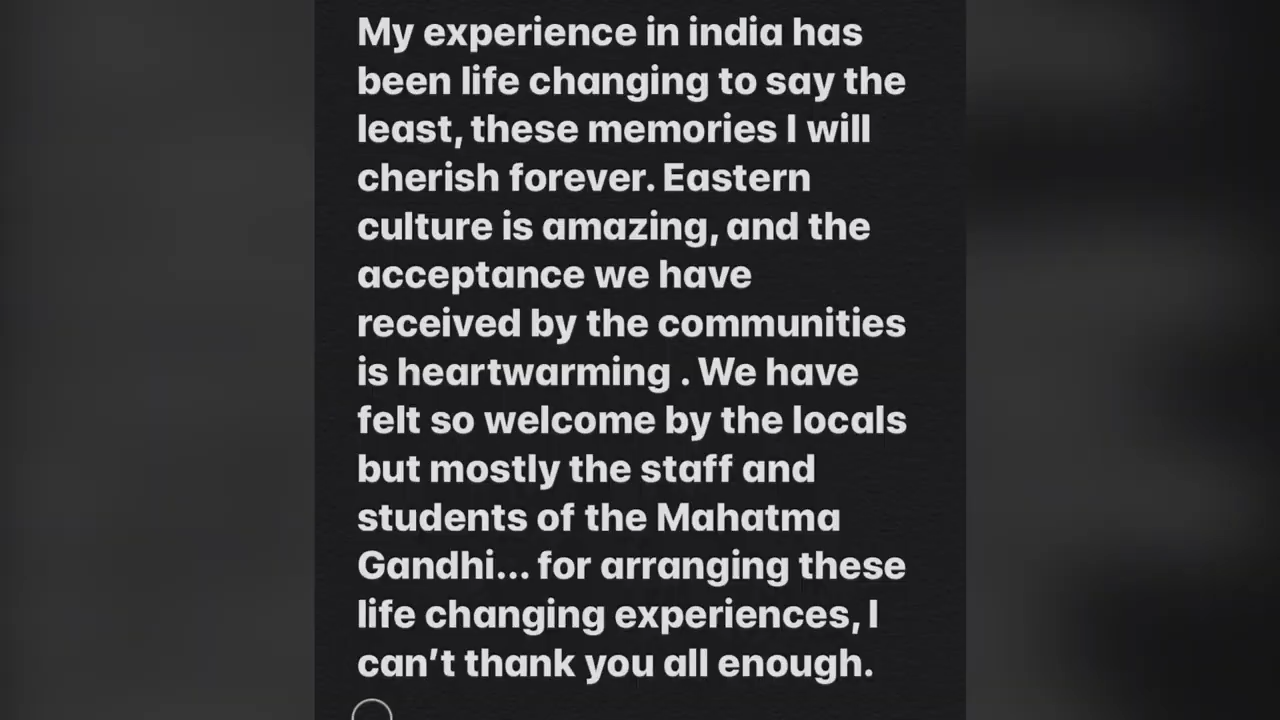 My experience in india has
been life changing to say the
least, these memories I will
cherish forever. Eastern
culture is amazing, and the
acceptance we have
received by the communities
is heartwarming . We have
felt so welcome by the locals
but mostly the staff and
students of the Mahatma
Gandhi... for arranging these
life changing experiences, I
can’t thank you all enough.